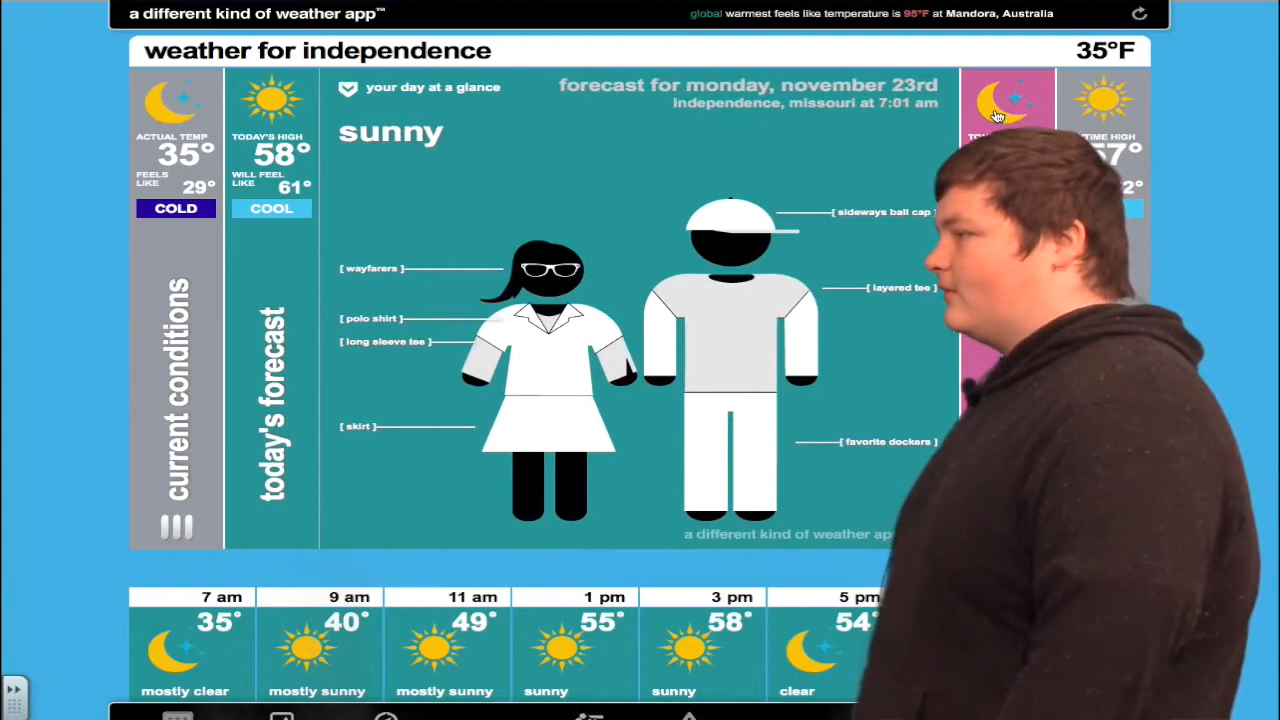 a different kind of weather app™
global warmest feels like temperature is 95°F at Mandora, Australia
weather for independence
35°F
ACTUAL TEMP
35°
FEELS LIKE
29°
COLD
current conditions
TODAY'S HIGH
58°
WILL FEEL LIKE
61°
COOL
today's forecast
your day at a glance
forecast for monday, november 23rd
independence, missouri at 7:01 am
sunny
[ wayfarers ]
[ polo shirt ]
[ long sleeve tee ]
[ skirt ]
[ sideways ball cap
[ layered tee ]
[ favorite dockers ]
a different kind of weather app
7 am
35°
mostly clear
9 am
40°
mostly sunny
11 am
49°
mostly sunny
1 pm
55°
sunny
3 pm
58°
sunny
5 pm
54°
clear